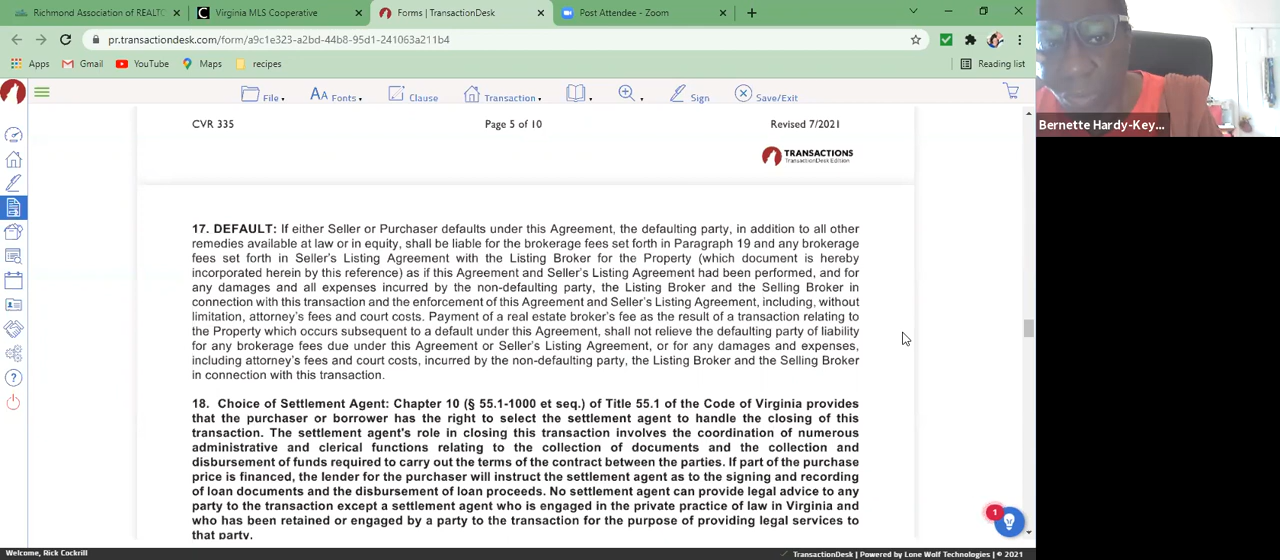 Richmond Association of REALTO
Virginia MLS Cooperative
Forms | TransactionDesk
Post Attendee - Zoom
pr.transactiondesk.com/form/a9c1e323-a2bd-44b8-95d1-241063a211b4
Apps
Gmail
YouTube
Maps
recipes
Reading list
File
Fonts
Clause
Transaction
Sign
Save/Exit
Bernette Hardy-Key...
CVR 335
Page 5 of 10
Revised 7/2021
TRANSACTIONS
TransactionDesk Edition
17. DEFAULT: If either Seller or Purchaser defaults under this Agreement, the defaulting party, in addition to all other
remedies available at law or in equity, shall be liable for the brokerage fees set forth in Paragraph 19 and any brokerage
fees set forth in Seller's Listing Agreement with the Listing Broker for the Property (which document is hereby
incorporated herein by this reference) as if this Agreement and Seller's Listing Agreement had been performed, and for
any damages and all expenses incurred by the non-defaulting party, the Listing Broker and the Selling Broker in
connection with this transaction and the enforcement of this Agreement and Seller's Listing Agreement, including, without
limitation, attorney's fees and court costs. Payment of a real estate broker's fee as the result of a transaction relating to
the Property which occurs subsequent to a default under this Agreement, shall not relieve the defaulting party of liability
for any brokerage fees due under this Agreement or Seller's Listing Agreement, or for any damages and expenses,
including attorney's fees and court costs, incurred by the non-defaulting party, the Listing Broker and the Selling Broker
in connection with this transaction.
18. Choice of Settlement Agent: Chapter 10 (§ 55.1-1000 et seq.) of Title 55.1 of the Code of Virginia provides
that the purchaser or borrower has the right to select the settlement agent to handle the closing of this
transaction. The settlement agent's role in closing this transaction involves the coordination of numerous
administrative and clerical functions relating to the collection of documents and the collection and
disbursement of funds required to carry out the terms of the contract between the parties. If part of the purchase
price is financed, the lender for the purchaser will instruct the settlement agent as to the signing and recording
of loan documents and the disbursement of loan proceeds. No settlement agent can provide legal advice to any
party to the transaction except a settlement agent who is engaged in the private practice of law in Virginia and
who has been retained or engaged by a party to the transaction for the purpose of providing legal services to
that party.
1
Welcome, Rick Cockrill
TransactionDesk | Powered by Lone Wolf Technologies | © 2021